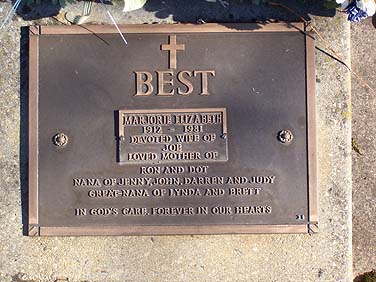 BEST
MARJORIE ELIZABETH
1912 - 1981
DEVOTED WIFE OF
JOE
LOVED MOTHER OF
RON AND DOT
NANA OF JENNY, JOHN, DARREN AND JUDY
GREAT-NANA OF LYNDA AND BRETT
IN GOD'S CARE, FOREVER IN OUR HEARTS